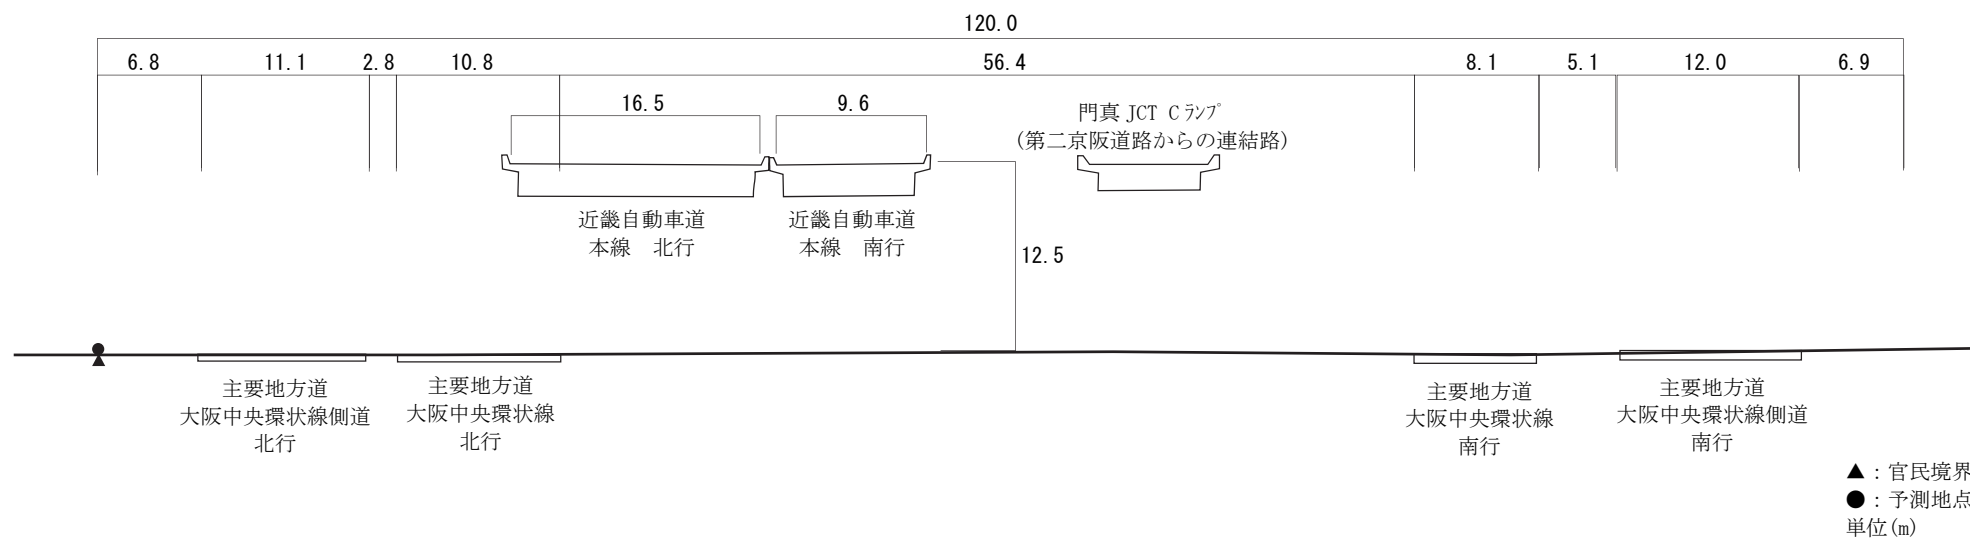 120.0
6.8 11.1 2.8 10.8 56.4 8.1 5.1 12.0 6.9
16.5 9.6
門真 JCT C ﾗﾝﾌﾟ
(第二京阪道路からの連結路)
近畿自動車道
本線 北行
近畿自動車道
本線 南行
12.5
主要地方道
大阪中央環状線側道
北行
主要地方道
大阪中央環状線
北行
主要地方道
大阪中央環状線
南行
主要地方道
大阪中央環状線側道
南行
▲：官民境界
●：予測地点
単位(m)